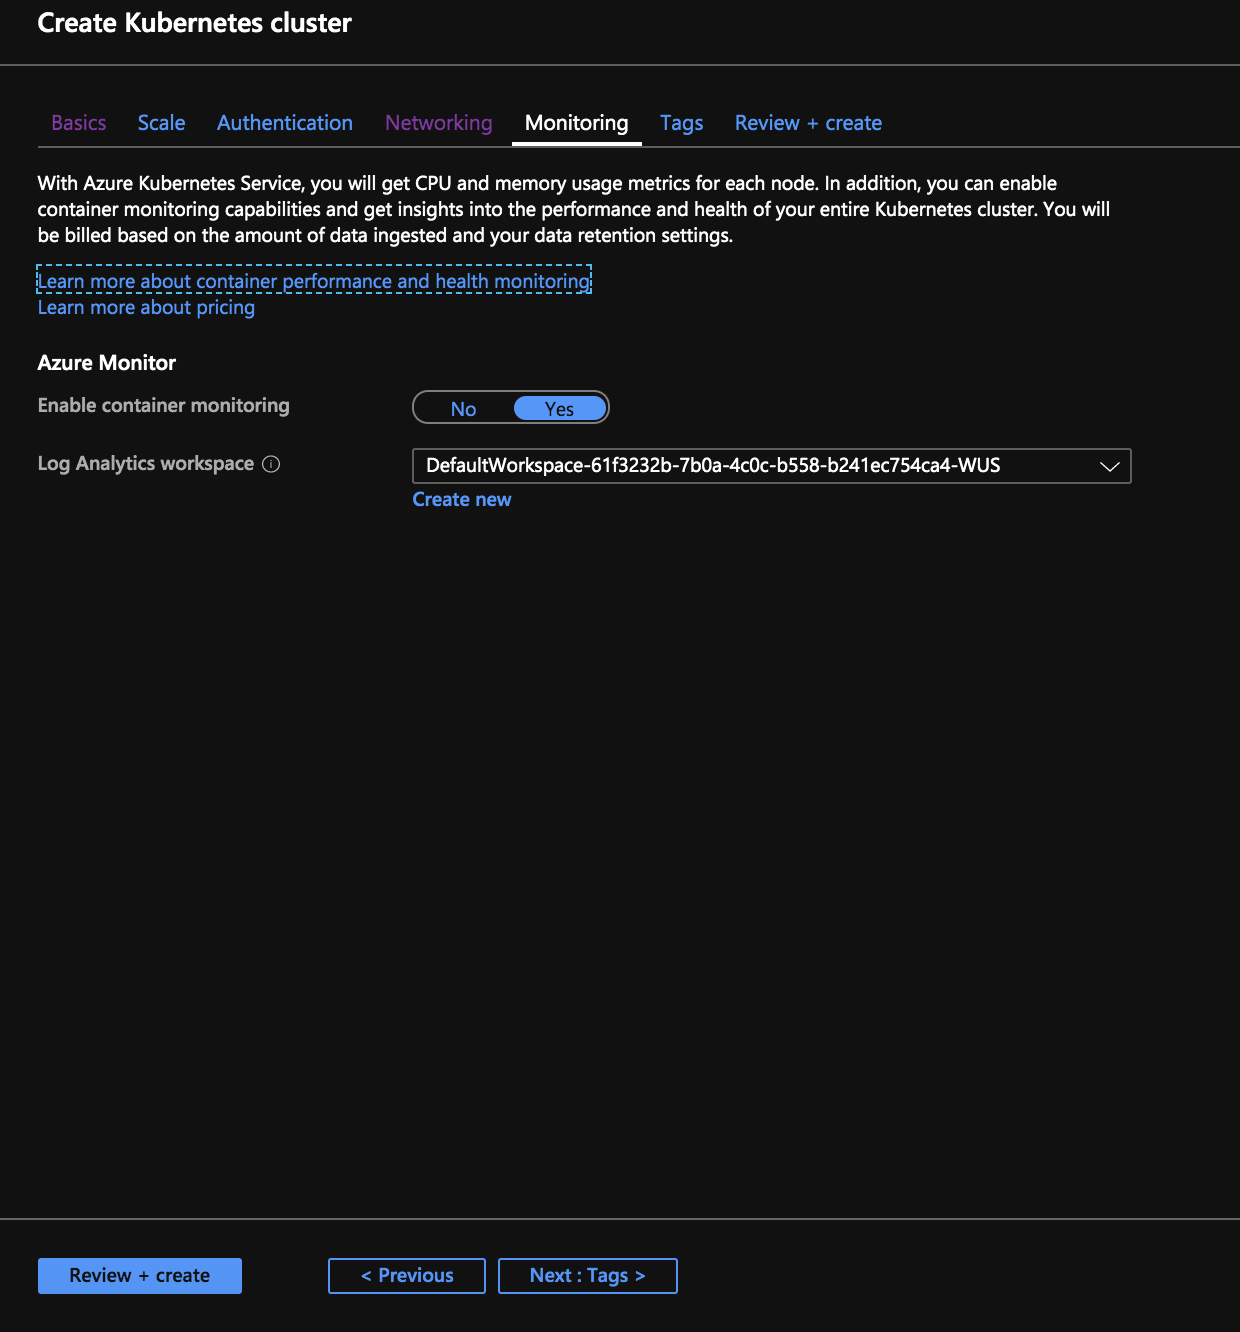 Create Kubernetes cluster
Basics Scale Authentication Networking Monitoring Tags Review + create
With Azure Kubernetes Service, you will get CPU and memory usage metrics for each node. In addition, you can enable
container monitoring capabilities and get insights into the performance and health of your entire Kubernetes cluster. You will
be billed based on the amount of data ingested and your data retention settings.
Learn more about container performance and health monitoring
Learn more about pricing
Azure Monitor
Enable container monitoring No Yes
Log Analytics workspace DefaultWorkspace-61f3232b-7b0a-4c0c-b558-b241ec754ca4-WUS
Create new
Review + create < Previous Next : Tags >